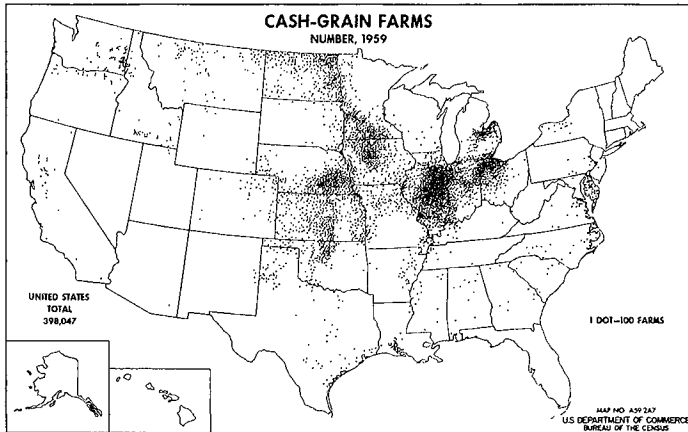 CASH-GRAIN FARMS
NUMBER, 1959
UNITED STATES
TOTAL
398,047
1 DOT—100 FARMS
MAP NO. A59 2A7
U.S. DEPARTMENT OF COMMERCE
BUREAU OF THE CENSUS